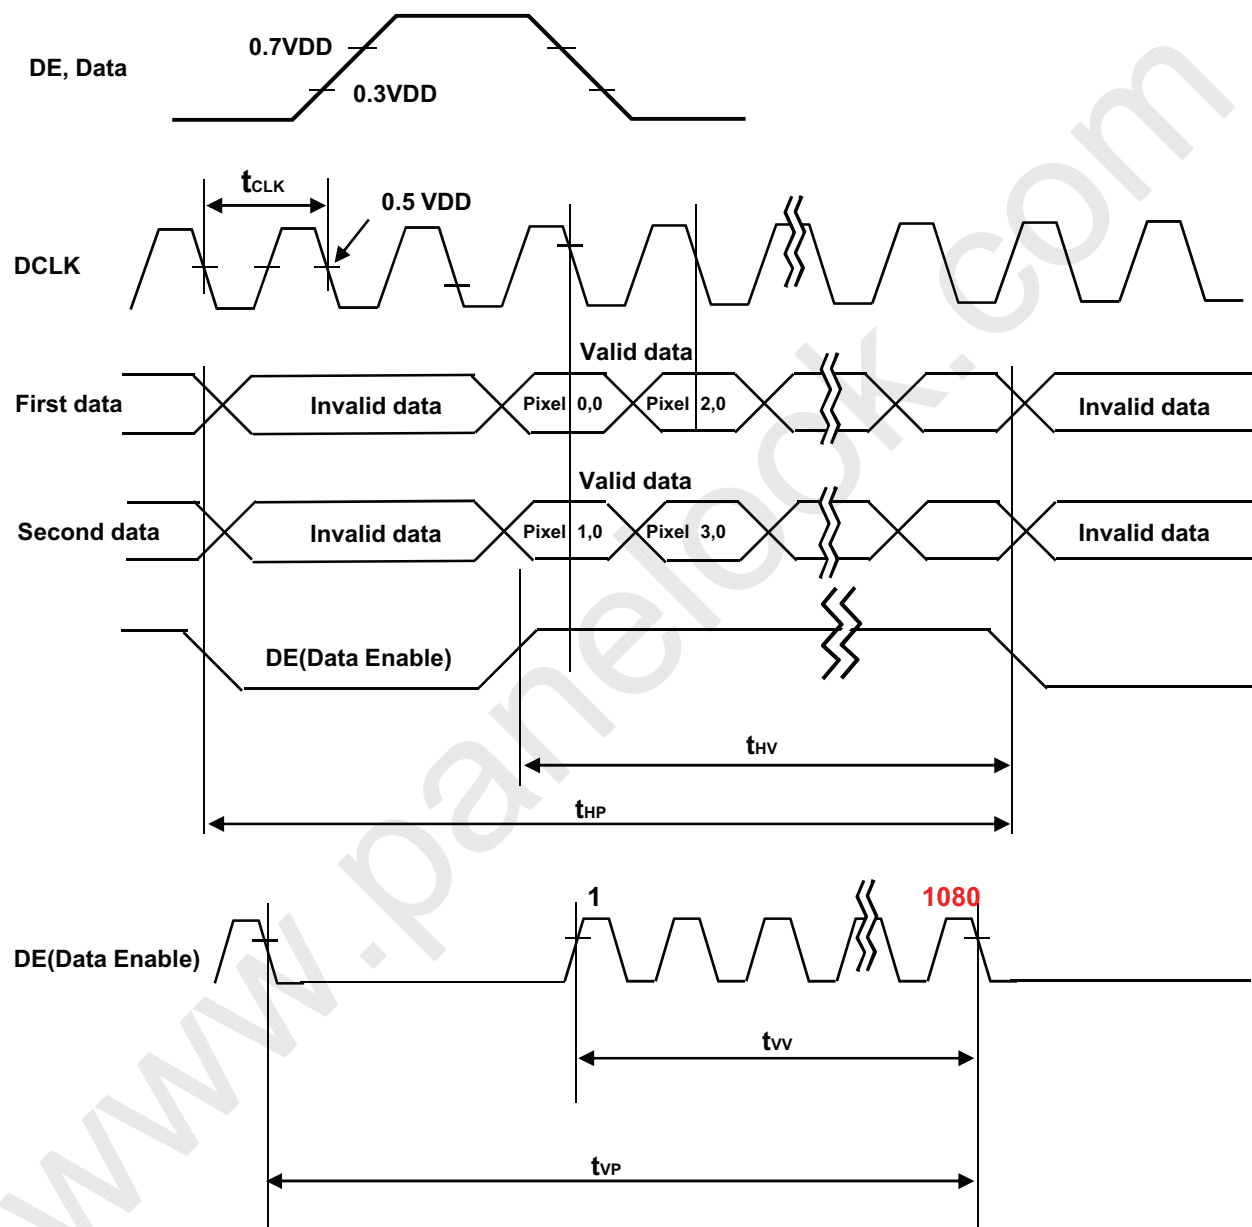 0.7VDD
DE, Data
0.3VDD
tCLK
0.5 VDD
DCLK
Valid data
First data
Invalid data
Pixel 0,0
Pixel 2,0
Invalid data
Valid data
Second data
Invalid data
Pixel 1,0
Pixel 3,0
Invalid data
DE(Data Enable)
tHV
tHP
1
1080
DE(Data Enable)
tVV
tVP
www.panelook.com